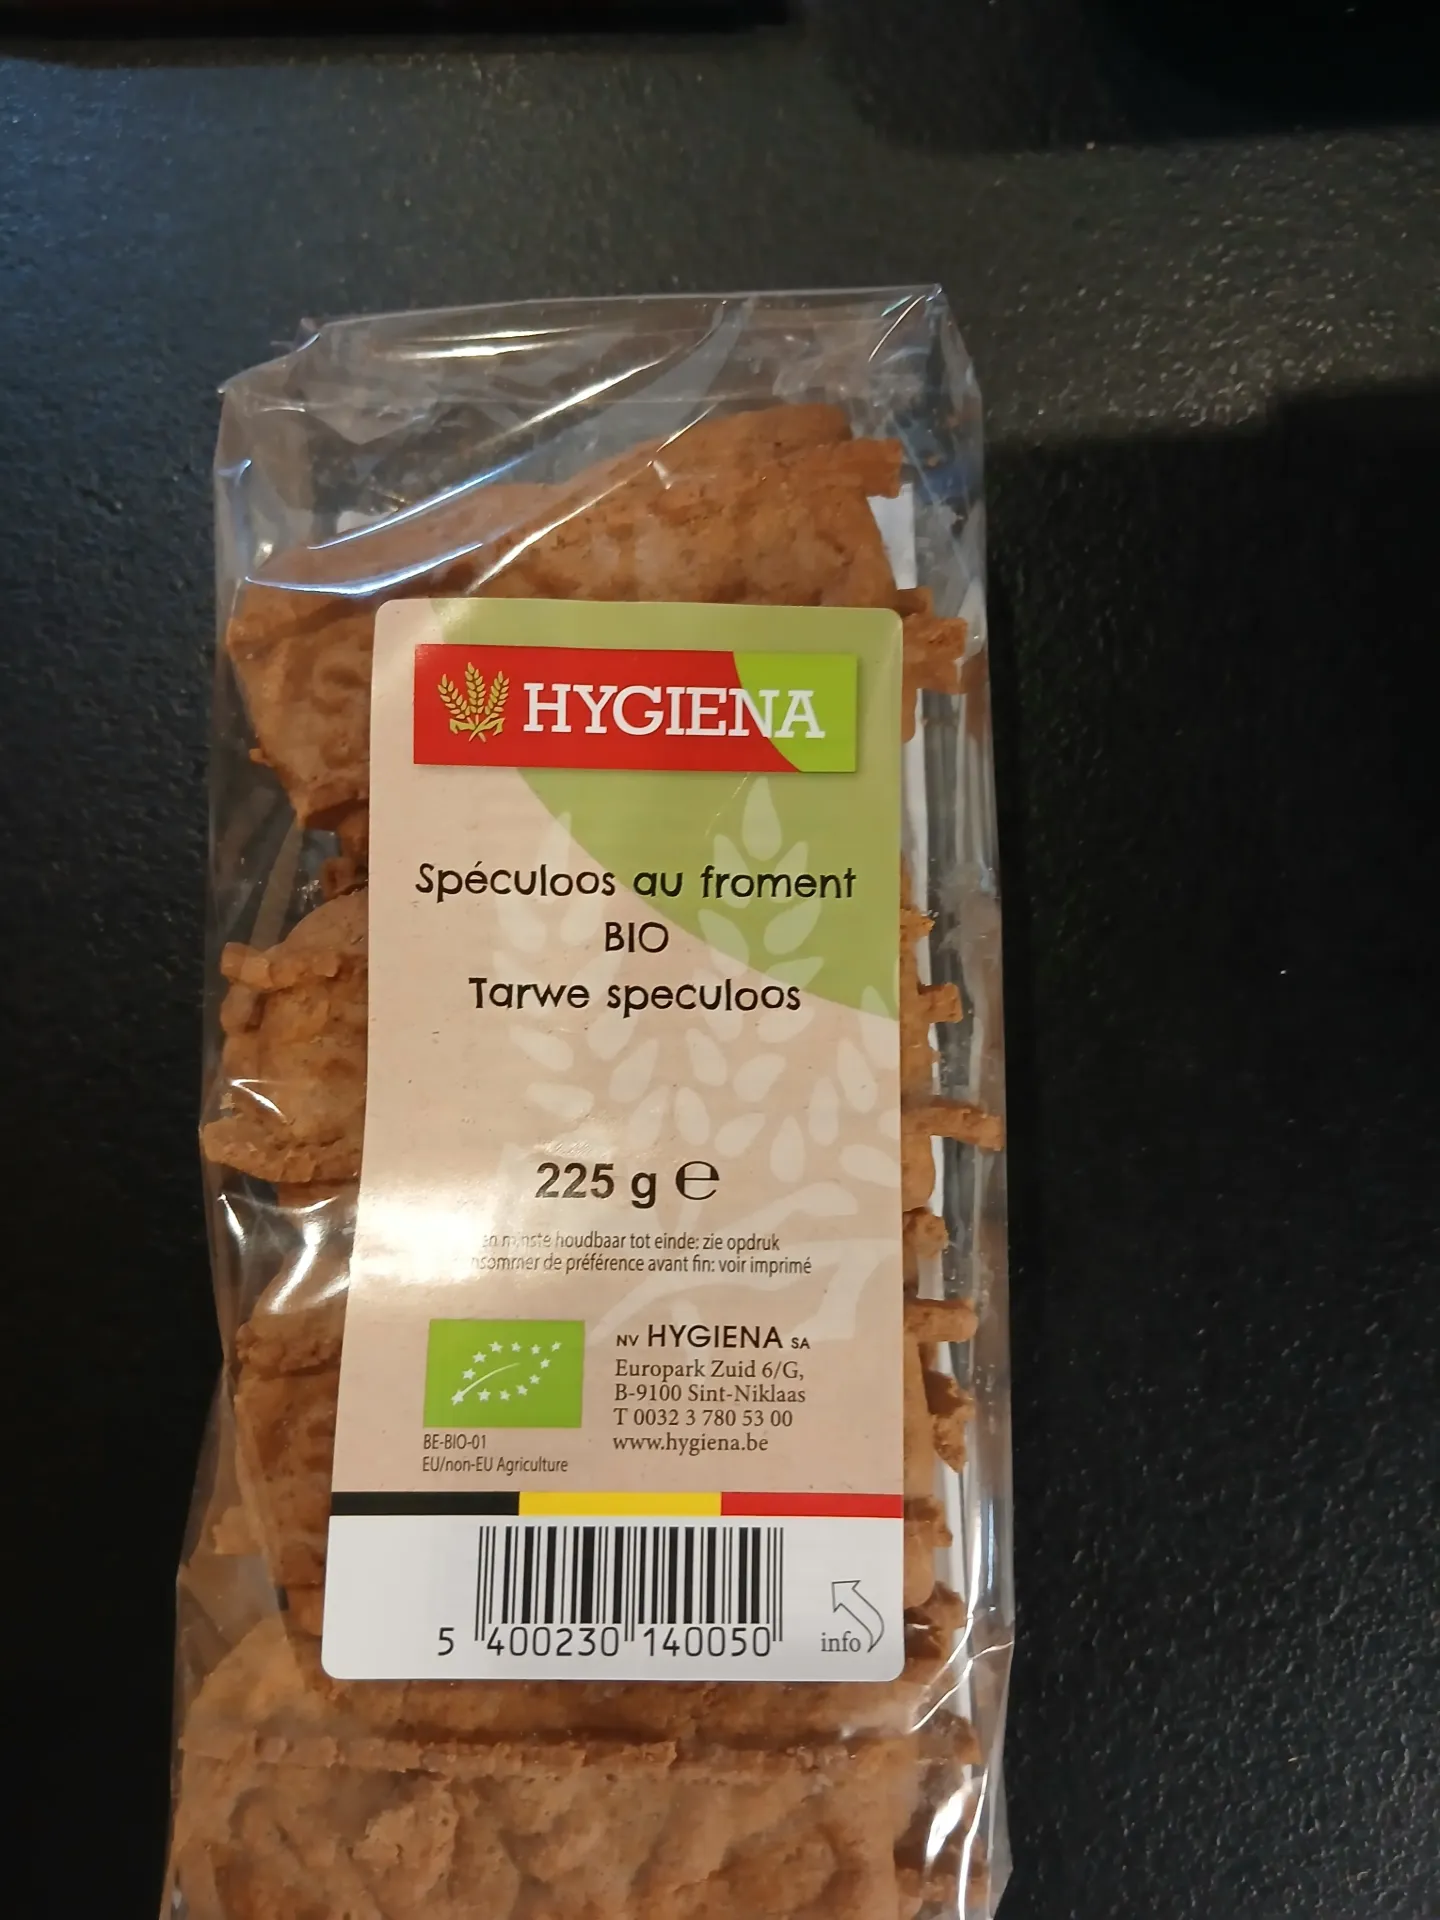 HYGIENA
Spéculoos au froment
BIO
Tarwe speculoos
225 g ℮
houdbaar tot einde: zie opdruk
de préférence avant fin: voir imprimé
NV HYGIENA SA
Europark Zuid 6/G,
B-9100 Sint-Niklaas
T 0032 3 780 53 00
www.hygiena.be
BE-BIO-01
EU/non-EU Agriculture
5 400230 140050
info